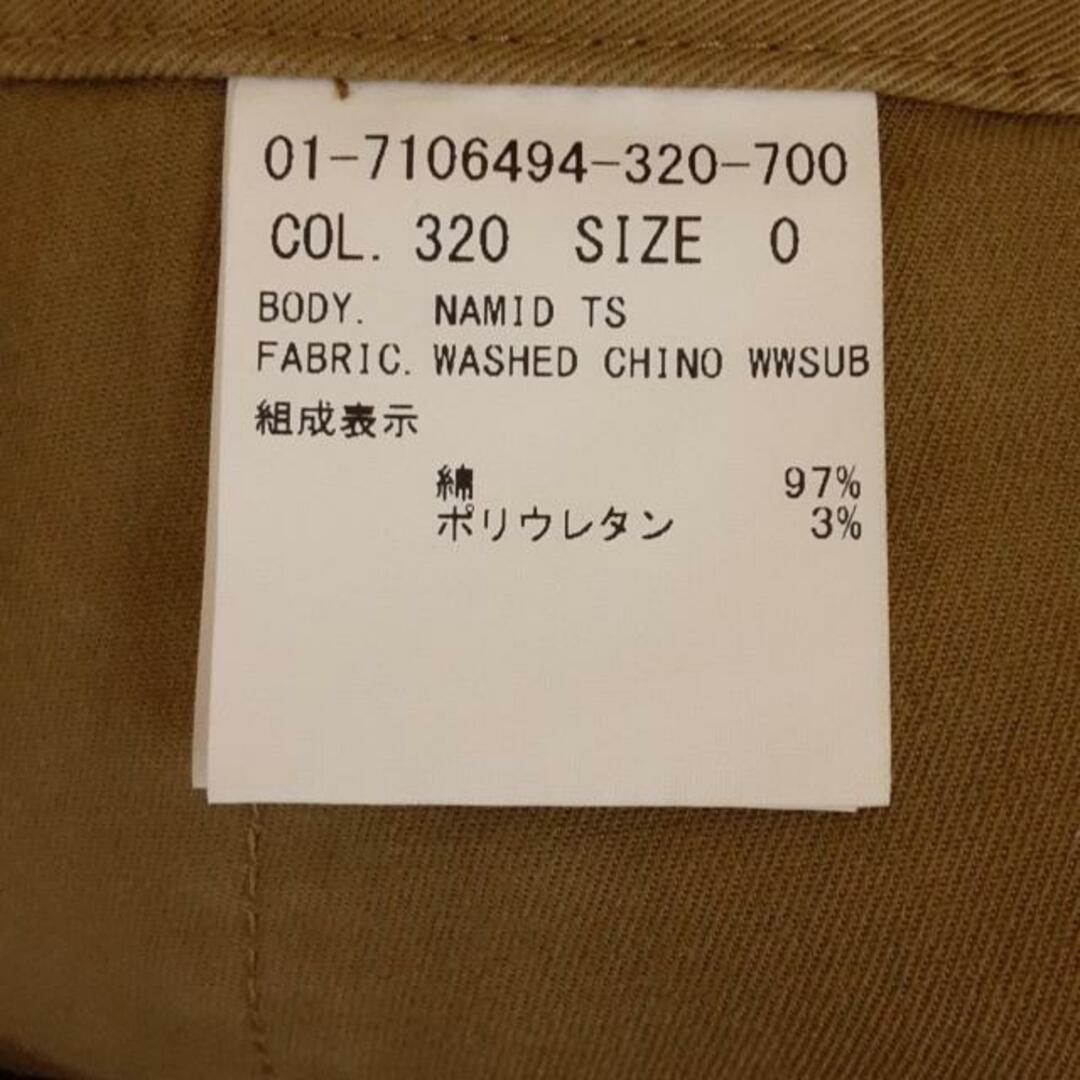 01-7106494-320-700
COL. 320 SIZE 0
BODY. NAMID TS
FABRIC. WASHED CHINO WWSUB
組成表示
綿 97%
ポリウレタン 3%